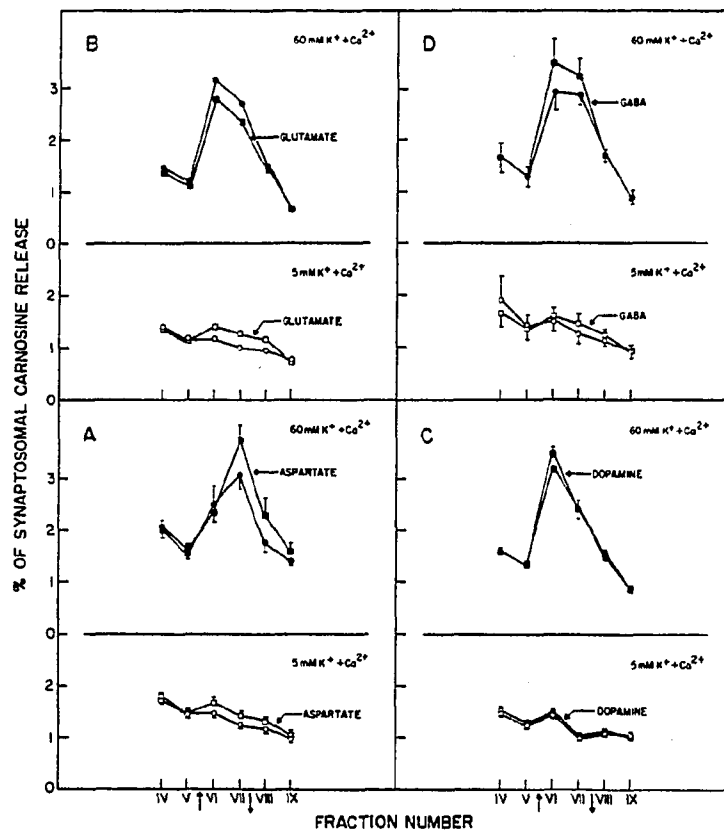 B
60 mM K⁺ + Ca²⁺
GLUTAMATE
3
2
1
0
5 mM K⁺ + Ca²⁺
GLUTAMATE
2
1
0
D
60 mM K⁺ + Ca²⁺
GABA
5 mM K⁺ + Ca²⁺
GABA
% OF SYNAPTOSOMAL CARNOSINE RELEASE
A
60 mM K⁺ + Ca²⁺
ASPARTATE
3
2
1
0
5 mM K⁺ + Ca²⁺
ASPARTATE
2
1
0
IV V VI VII VIII IX
C
60 mM K⁺ + Ca²⁺
DOPAMINE
5 mM K⁺ + Ca²⁺
DOPAMINE
IV V VI VII VIII IX
FRACTION NUMBER